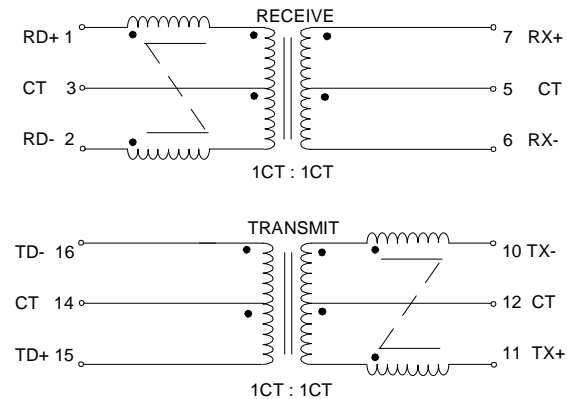 RECEIVE
RD+ 1
7 RX+
CT 3
5 CT
RD- 2
6 RX-
1CT : 1CT
TRANSMIT
TD- 16
10 TX-
CT 14
12 CT
TD+ 15
11 TX+
1CT : 1CT